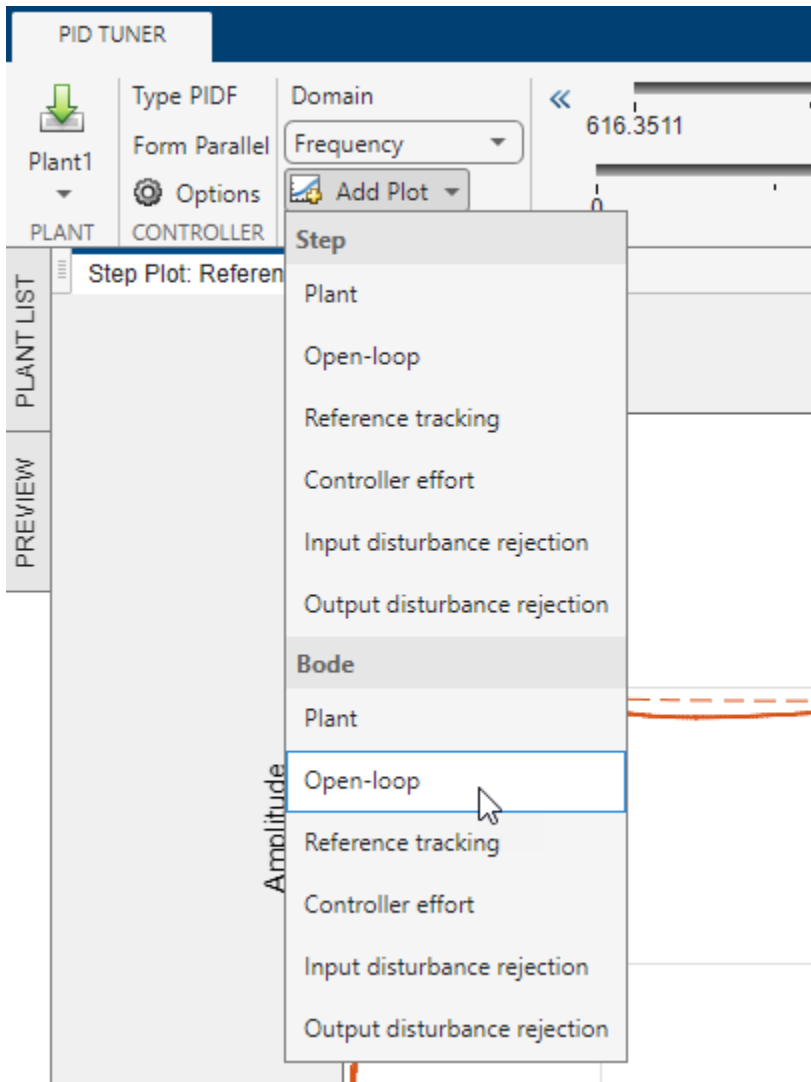 PID TUNER
Plant1
PLANT
Type PIDF
Form Parallel
Options
CONTROLLER
Domain
Frequency
Add Plot
616.3511
0
Step Plot: Referen
PLANT LIST
PREVIEW
Step
Plant
Open-loop
Reference tracking
Controller effort
Input disturbance rejection
Output disturbance rejection
Bode
Plant
Open-loop
Reference tracking
Controller effort
Input disturbance rejection
Output disturbance rejection
Amplitude